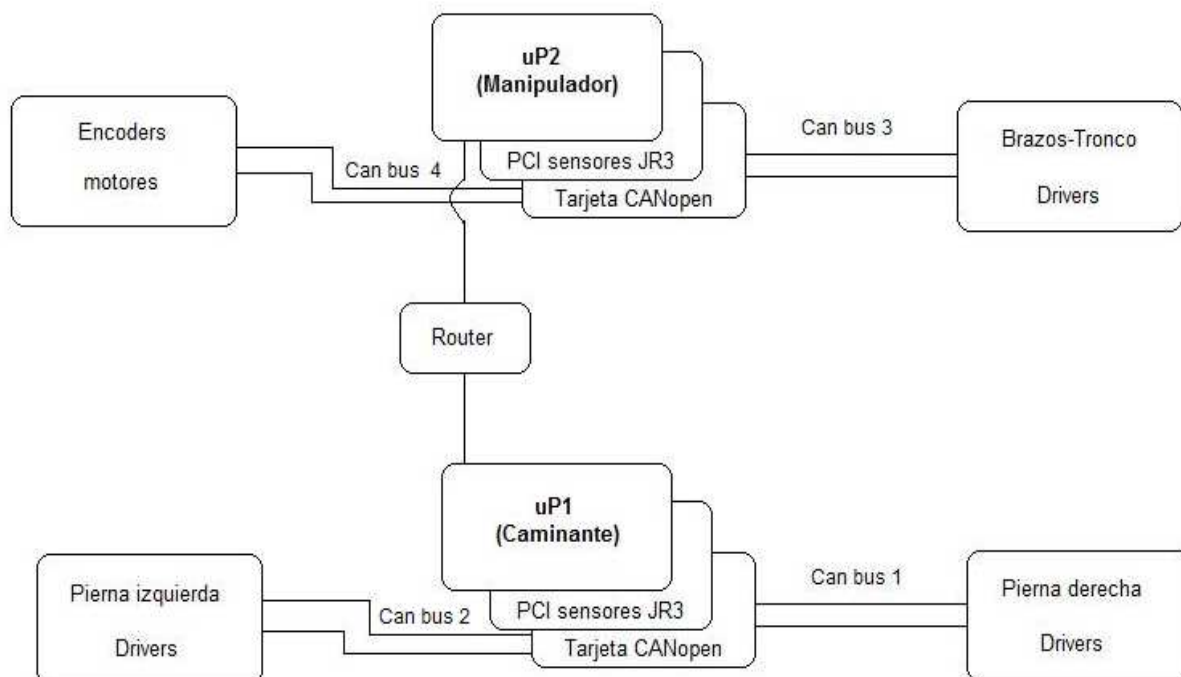 uP2
(Manipulador)
PCI sensores JR3
Tarjeta CANopen
Encoders
motores
Can bus 4
Can bus 3
Brazos-Tronco
Drivers
Router
uP1
(Caminante)
PCI sensores JR3
Tarjeta CANopen
Pierna izquierda
Drivers
Can bus 2
Can bus 1
Pierna derecha
Drivers